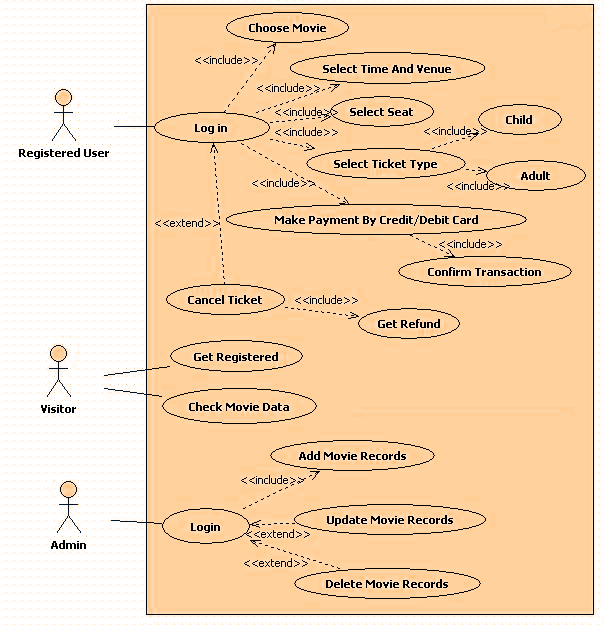 Choose Movie
<<include>>
Select Time And Venue
<<include>>
Select Seat
<<include>>
Child
Log in
<<include>>
<<include>>
Registered User
Select Ticket Type
Adult
<<include>>
<<include>>
Make Payment By Credit/Debit Card
<<extend>>
<<include>>
Confirm Transaction
Cancel Ticket
<<include>>
Get Refund
Get Registered
Visitor
Check Movie Data
Add Movie Records
<<include>>
Login
Update Movie Records
<<extend>>
Admin
<<extend>>
Delete Movie Records